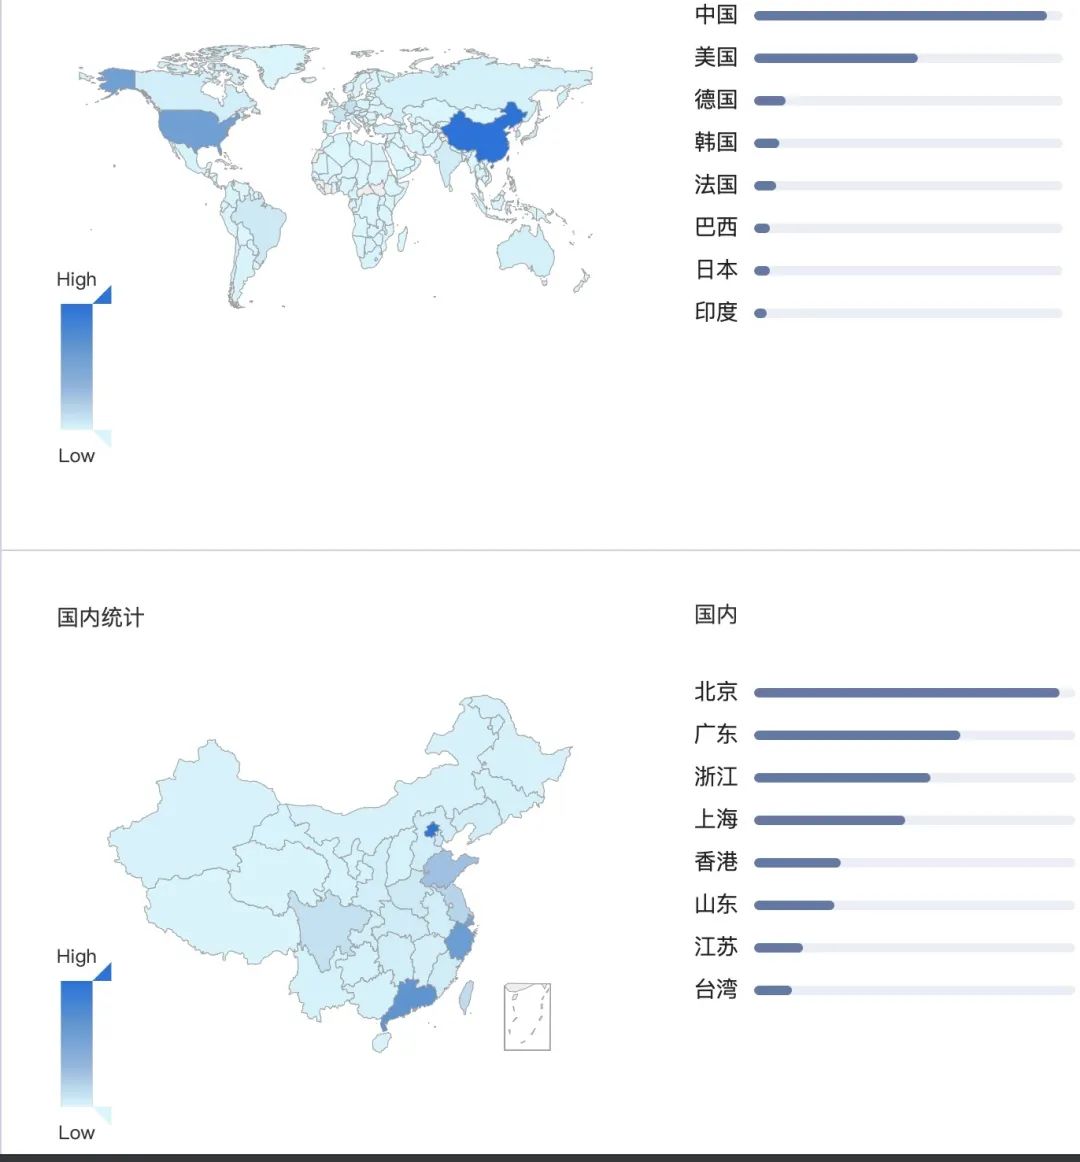 中国
美国
德国
韩国
法国
巴西
日本
印度
High
Low
国内统计
国内
北京
广东
浙江
上海
香港
山东
江苏
台湾
High
Low